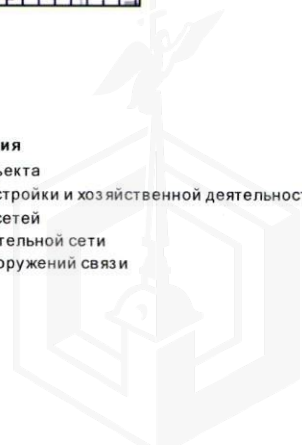 ия
ъекта
стройки и хозяйственной деятельност
сетей
тельной сети
оружений связи